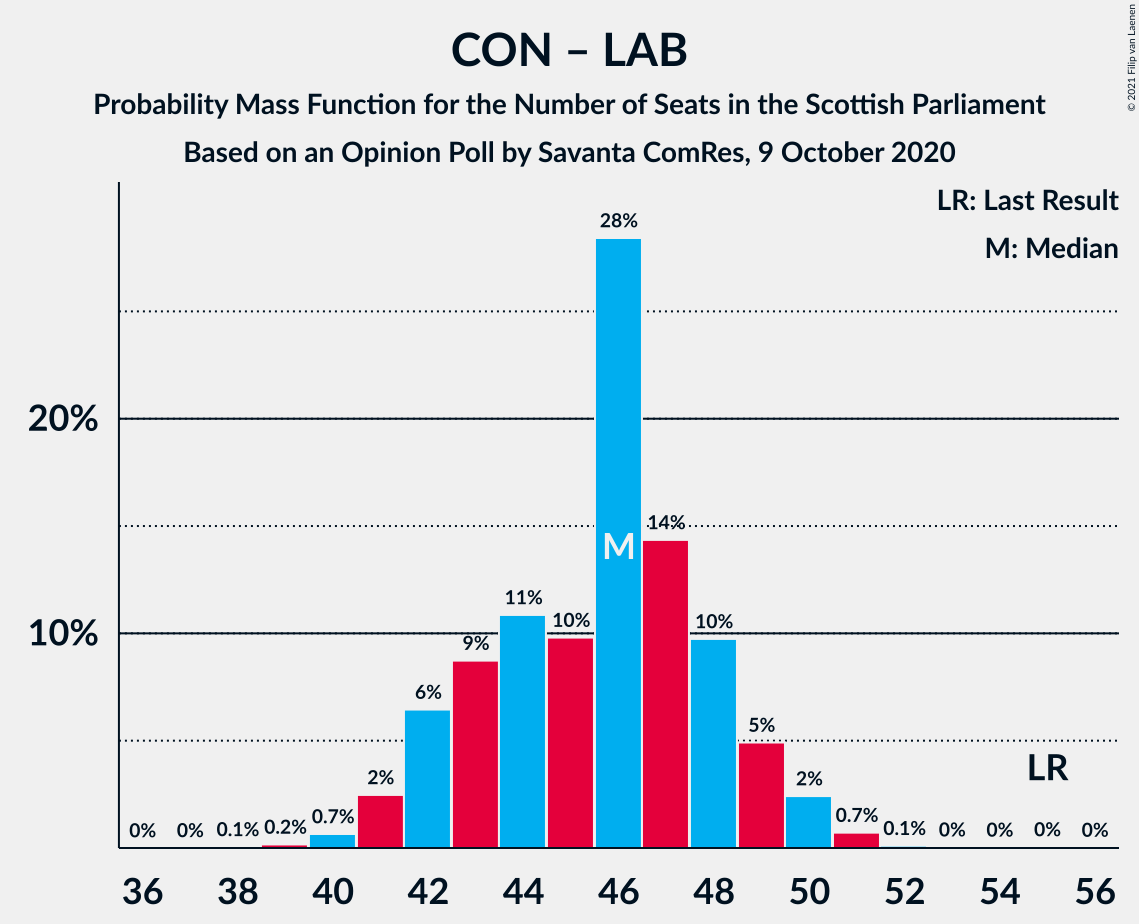 CON – LAB
Probability Mass Function for the Number of Seats in the Scottish Parliament
Based on an Opinion Poll by Savanta ComRes, 9 October 2020
© 2021 Filip van Laenen
LR: Last Result
M: Median
20%
10%
0% 0% 0.1% 0.2% 0.7% 2% 6% 9% 11% 10% 28% 14% 10% 5% 2% 0.7% 0.1% 0% 0% 0% 0%
M
LR
36 38 40 42 44 46 48 50 52 54 56